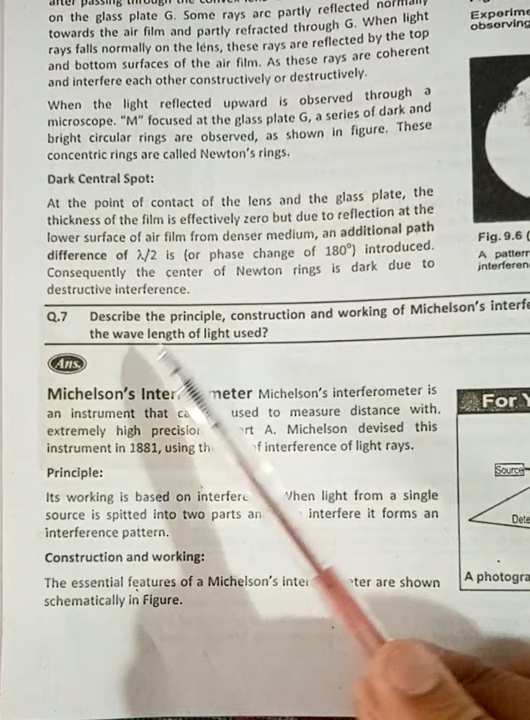 after passing through the convex
on the glass plate G. Some rays are partly reflected normally
towards the air film and partly refracted through G. When light
rays falls normally on the lens, these rays are reflected by the top
and bottom surfaces of the air film. As these rays are coherent
and interfere each other constructively or destructively.
When the light reflected upward is observed through a
microscope. “M” focused at the glass plate G, a series of dark and
bright circular rings are observed, as shown in figure. These
concentric rings are called Newton's rings.
Dark Central Spot:
At the point of contact of the lens and the glass plate, the
thickness of the film is effectively zero but due to reflection at the
lower surface of air film from denser medium, an additional path
difference of λ/2 is (or phase change of 180°) introduced.
Consequently the center of Newton rings is dark due to
destructive interference.
Experime
observing
Fig. 9.6 (
A pattern
interferen
Q.7 Describe the principle, construction and working of Michelson's interfe
the wave length of light used?
Ans.
Michelson's Inter meter Michelson's interferometer is
an instrument that ca used to measure distance with.
extremely high precision rt A. Michelson devised this
instrument in 1881, using th of interference of light rays.
Principle:
Its working is based on interfere When light from a single
source is spitted into two parts an interfere it forms an
interference pattern.
Construction and working:
The essential features of a Michelson's inter ter are shown
schematically in Figure.
For Y
Source
Dete
A photogra